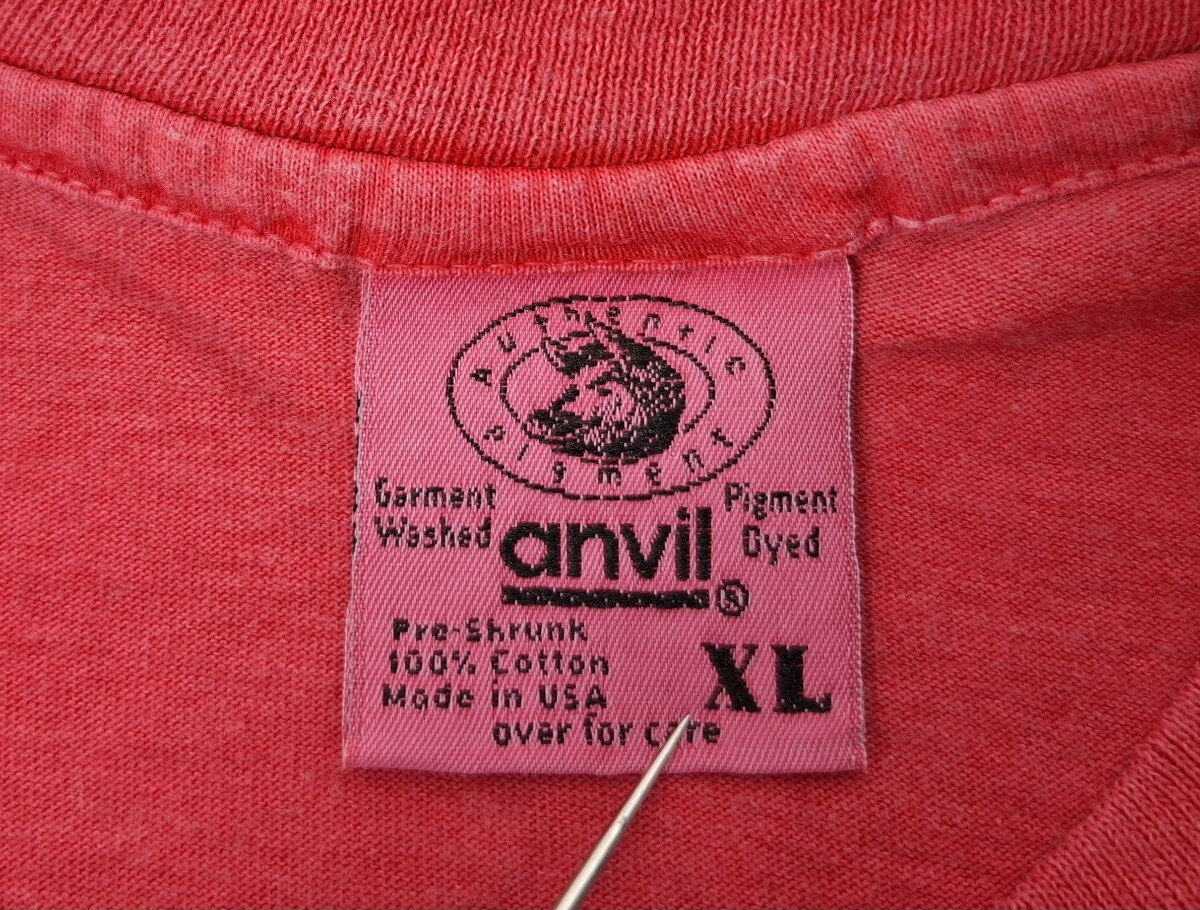 Authentic
Pigment
Garment
Washed
Pigment
Dyed
anvil®
Pre-Shrunk
100% Cotton
Made in USA
XL
over for care